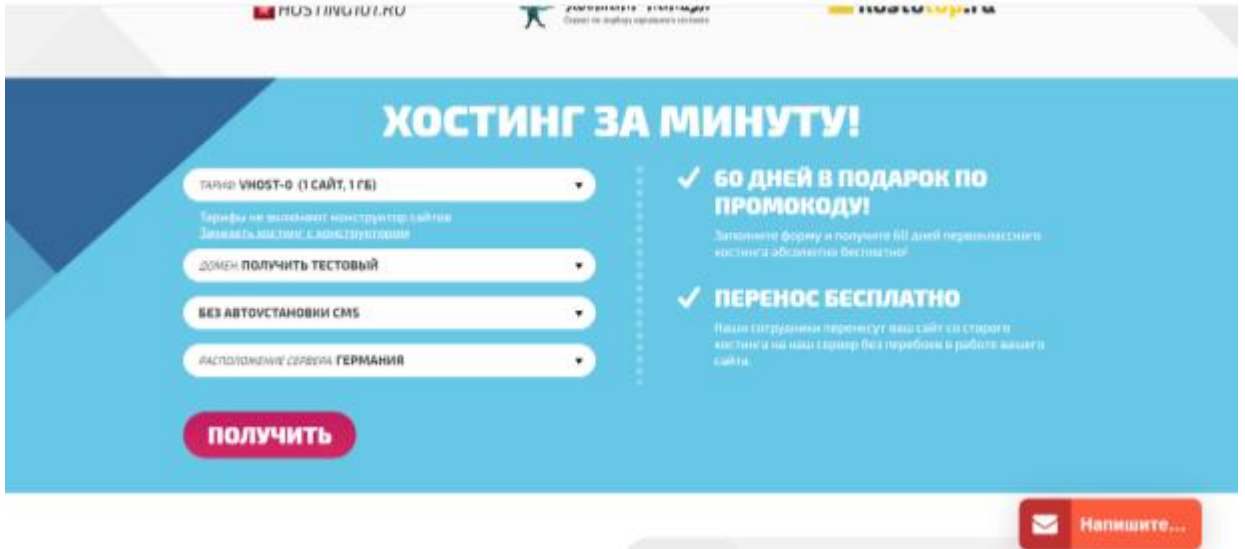 HOSTING101.RU
ХОСТИНГ ЗА МИНУТУ!
ТАРИФ: VHOST-0 (1 САЙТ, 1 ГБ)
Тарифы не включают конструктор сайтов
Заказать хостинг с конструктором
ДОМЕН: ПОЛУЧИТЬ ТЕСТОВЫЙ
БЕЗ АВТОУСТАНОВКИ CMS
РАСПОЛОЖЕНИЕ СЕРВЕРА: ГЕРМАНИЯ
ПОЛУЧИТЬ
60 ДНЕЙ В ПОДАРОК ПО
ПРОМОКОДУ!
Заполните форму и получите 60 дней первоклассного
хостинга абсолютно бесплатно!
ПЕРЕНОС БЕСПЛАТНО
Наши сотрудники перенесут ваш сайт со старого
хостинга на наш сервер без перебоев в работе вашего
сайта.
Напишите...